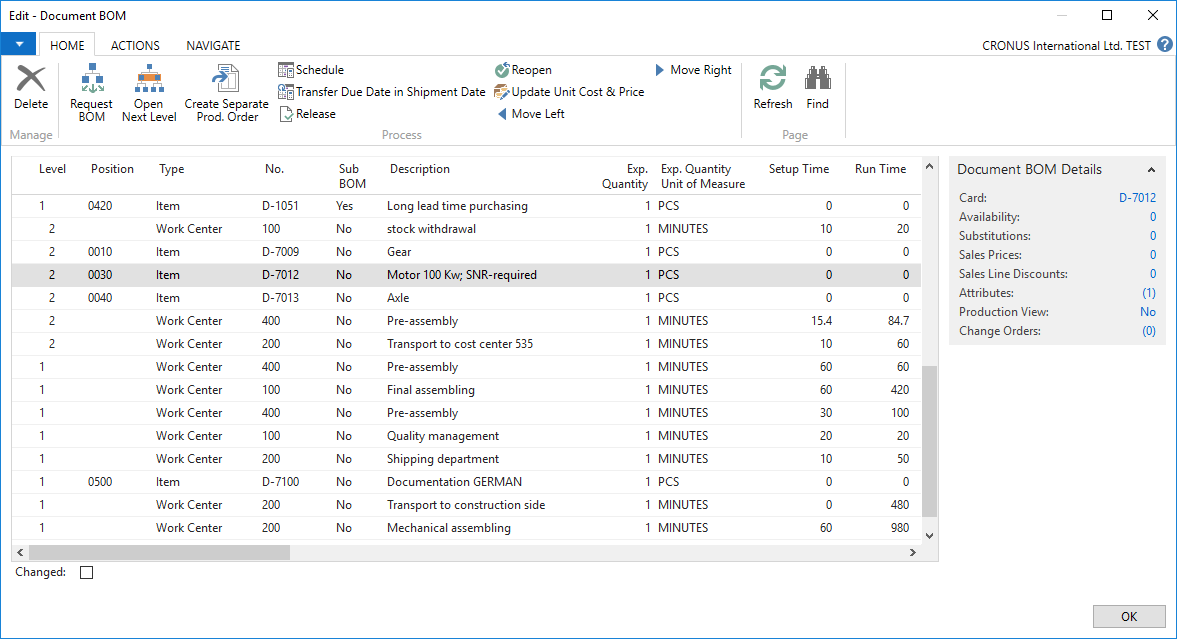 Edit - Document BOM
HOME ACTIONS NAVIGATE CRONUS International Ltd. TEST ?
Delete
Request BOM
Open Next Level
Create Separate Prod. Order
Schedule
Transfer Due Date in Shipment Date
Release
Reopen
Update Unit Cost & Price
Move Left
Move Right
Refresh
Find
Manage Process Page
Level Position Type No. Sub BOM Description Exp. Quantity Exp. Quantity Unit of Measure Setup Time Run Time
1 0420 Item D-1051 Yes Long lead time purchasing 1 PCS 0 0
2 Work Center 100 No stock withdrawal 1 MINUTES 10 20
2 0010 Item D-7009 No Gear 1 PCS 0 0
2 0030 Item D-7012 No Motor 100 Kw; SNR-required 1 PCS 0 0
2 0040 Item D-7013 No Axle 1 PCS 0 0
2 Work Center 400 No Pre-assembly 1 MINUTES 15.4 84.7
2 Work Center 200 No Transport to cost center 535 1 MINUTES 10 60
1 Work Center 400 No Pre-assembly 1 MINUTES 60 60
1 Work Center 100 No Final assembling 1 MINUTES 60 420
1 Work Center 400 No Pre-assembly 1 MINUTES 30 100
1 Work Center 100 No Quality management 1 MINUTES 20 20
1 Work Center 200 No Shipping department 1 MINUTES 10 50
1 0500 Item D-7100 No Documentation GERMAN 1 PCS 0 0
1 Work Center 200 No Transport to construction side 1 MINUTES 0 480
1 Work Center 200 No Mechanical assembling 1 MINUTES 60 980
Document BOM Details
Card: D-7012
Availability: 0
Substitutions: 0
Sales Prices: 0
Sales Line Discounts: 0
Attributes: (1)
Production View: No
Change Orders: (0)
Changed:
OK